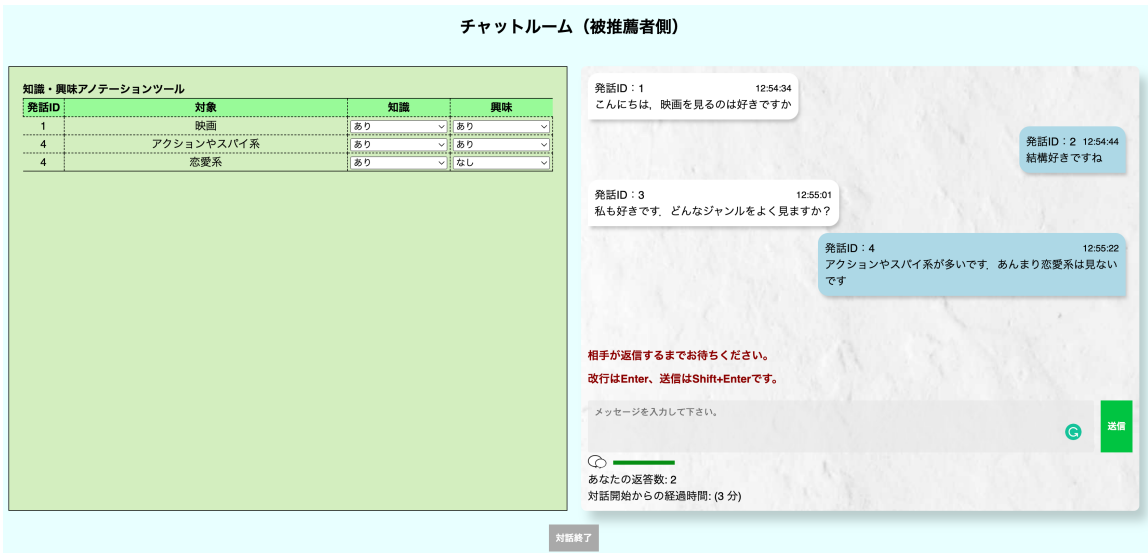 チャットルーム（被推薦者側）
知識・興味アノテーションツール
発話ID 対象 知識 興味
1 映画 あり あり
4 アクションやスパイ系 あり あり
4 恋愛系 あり なし
発話ID：1 12:54:34
こんにちは，映画を見るのは好きですか
発話ID：2 12:54:44
結構好きですね
発話ID：3 12:55:01
私も好きです．どんなジャンルをよく見ますか？
発話ID：4 12:55:22
アクションやスパイ系が多いです．あんまり恋愛系は見ない
です
相手が返信するまでお待ちください。
改行はEnter、送信はShift+Enterです。
メッセージを入力して下さい。
送信
あなたの返答数: 2
対話開始からの経過時間: (3 分)
対話終了